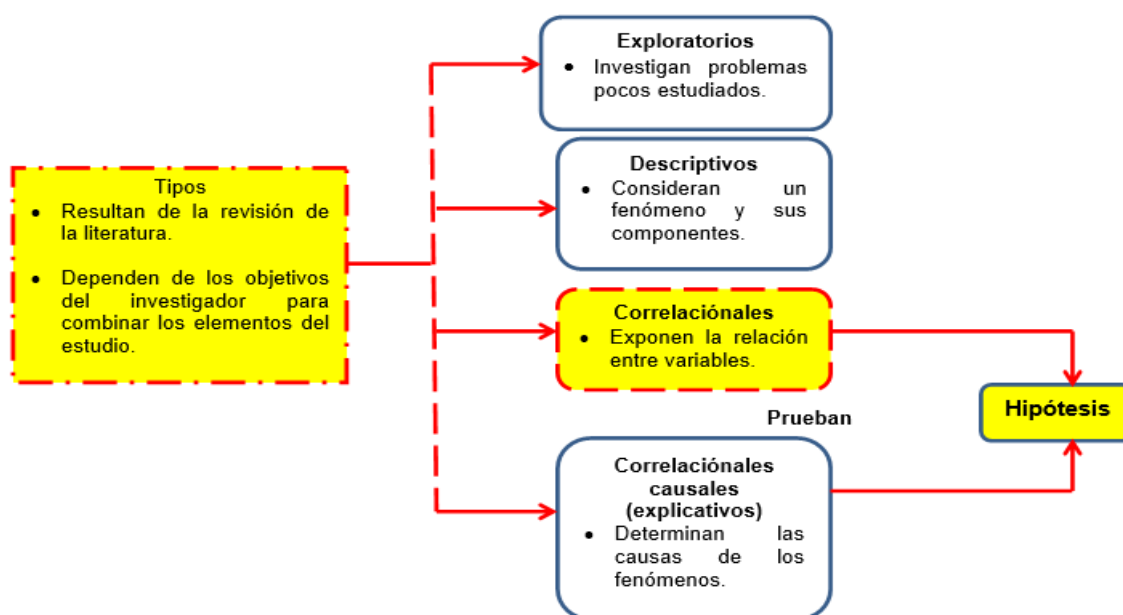 Tipos
• Resultan de la revisión de
la literatura.
• Dependen de los objetivos
del investigador para
combinar los elementos del
estudio.
Exploratorios
• Investigan problemas
pocos estudiados.
Descriptivos
• Consideran un
fenómeno y sus
componentes.
Correlaciónales
• Exponen la relación
entre variables.
Prueban
Hipótesis
Correlaciónales
causales
(explicativos)
• Determinan las
causas de los
fenómenos.